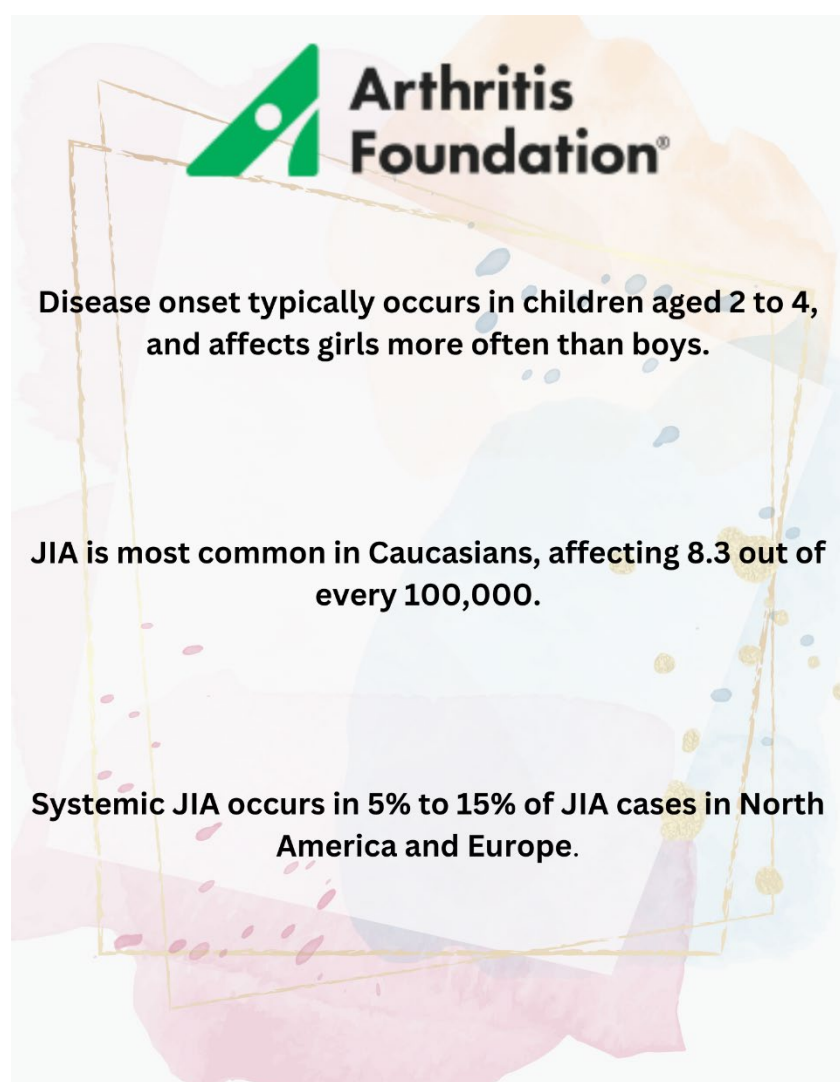 Arthritis
Foundation®
Disease onset typically occurs in children aged 2 to 4,
and affects girls more often than boys.
JIA is most common in Caucasians, affecting 8.3 out of
every 100,000.
Systemic JIA occurs in 5% to 15% of JIA cases in North
America and Europe.